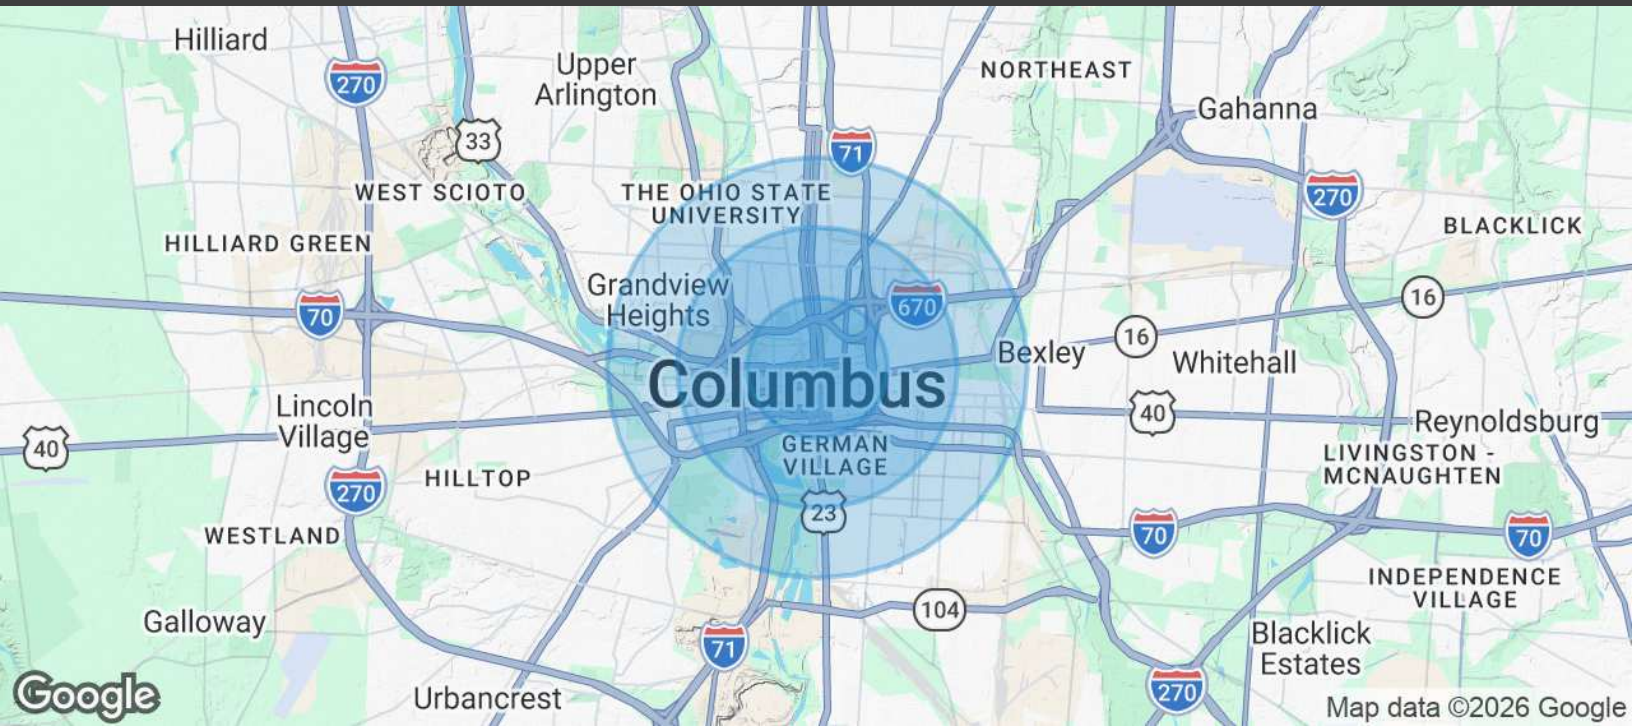 Hilliard
270
Upper
Arlington
NORTHEAST
Gahanna
33
71
WEST SCIOTO
THE OHIO STATE
UNIVERSITY
270
BLACKLICK
HILLIARD GREEN
Grandview
Heights
670
16
70
16
Bexley
Whitehall
Columbus
Lincoln
Village
40
Reynoldsburg
40
GERMAN
VILLAGE
LIVINGSTON -
MCNAUGHTEN
HILLTOP
270
23
WESTLAND
70
70
INDEPENDENCE
VILLAGE
104
Galloway
71
Blacklick
Estates
Urbancrest
270
Google
Map data ©2026 Google